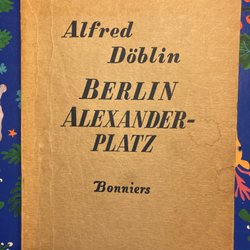 Alfred
Döblin
BERLIN
ALEXANDER-
PLATZ
Bonniers